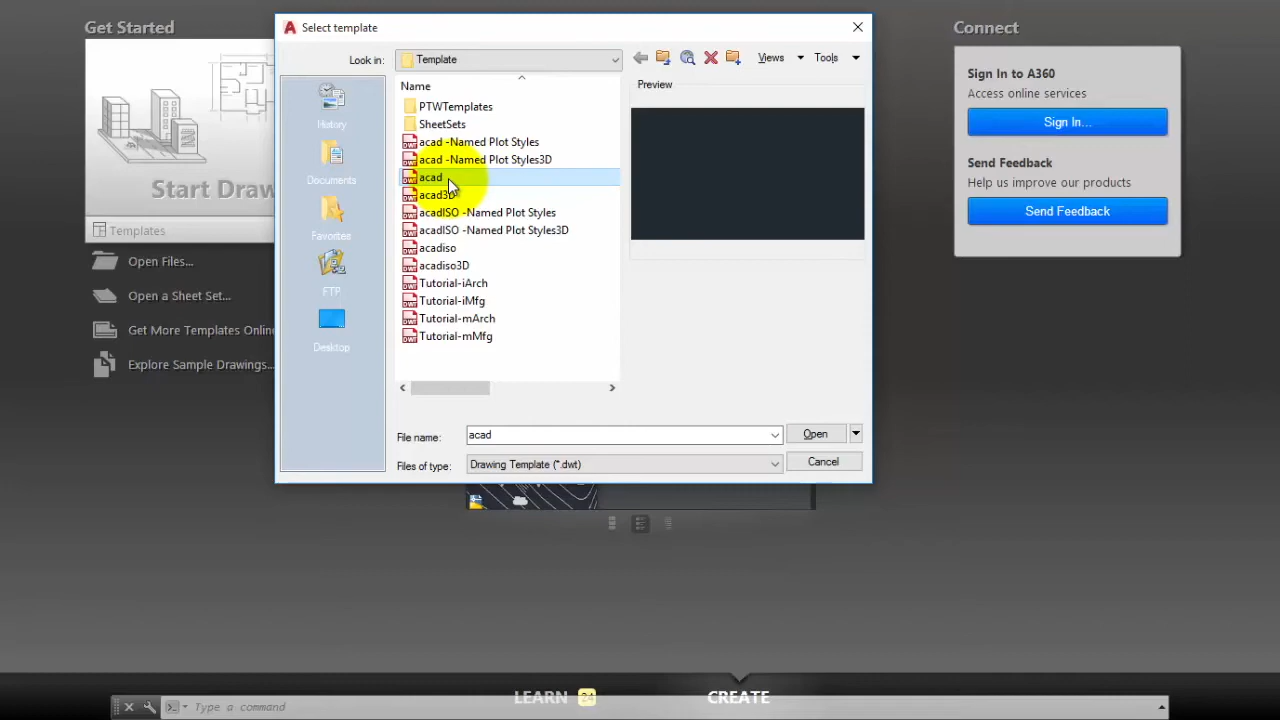 Get Started
Start Draw
Templates
Open Files...
Open a Sheet Set...
Get More Templates Online
Explore Sample Drawings...
Select template
Look in:
Template
Views
Tools
History
Documents
Favorites
FTP
Desktop
Name
PTWTemplates
SheetSets
acad -Named Plot Styles
acad -Named Plot Styles3D
acad
acad3D
acadISO -Named Plot Styles
acadISO -Named Plot Styles3D
acadiso
acadiso3D
Tutorial-iArch
Tutorial-iMfg
Tutorial-mArch
Tutorial-mMfg
Preview
File name:
acad
Open
Files of type:
Drawing Template (*.dwt)
Cancel
Connect
Sign In to A360
Access online services
Sign In...
Send Feedback
Help us improve our products
Send Feedback
LEARN
24
CREATE
Type a command